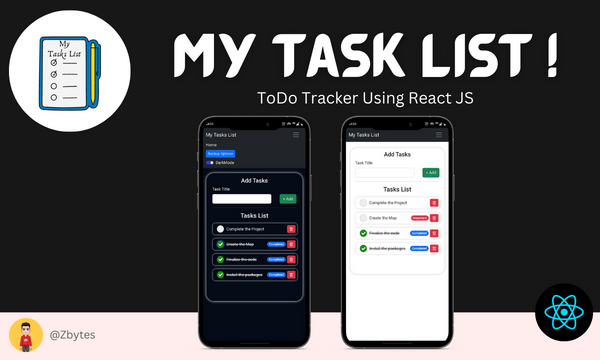 My
Tasks List
MY TASK LIST !
ToDo Tracker Using React JS
My Tasks List
Home
Backup Options
DarkMode
Add Tasks
Task Title
+ Add
Tasks List
Complete the Project
Create the Map Completed
Finalize the code Completed
Install the packages Completed
My Tasks List
Add Tasks
Task Title
+ Add
Tasks List
Complete the Project
Create the Map Important
Finalize the code Completed
Install the packages Completed
@Zbytes